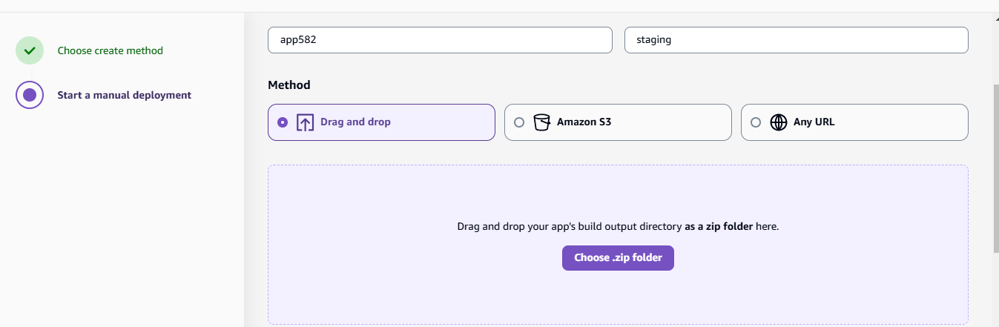 app582
staging
Choose create method
Start a manual deployment
Method
Drag and drop
Amazon S3
Any URL
Drag and drop your app's build output directory as a zip folder here.
Choose .zip folder